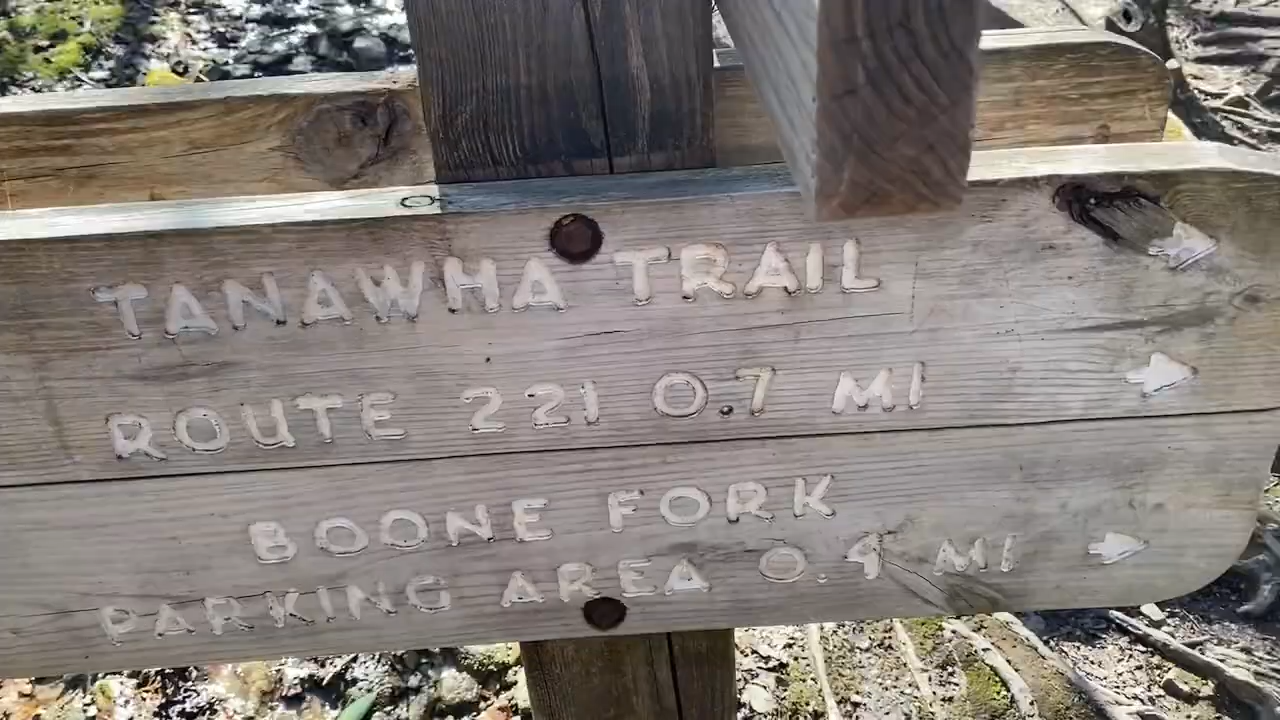 TANAWHA TRAIL
ROUTE 221 0.7 MI
BOONE FORK
PARKING AREA 0.4 MI